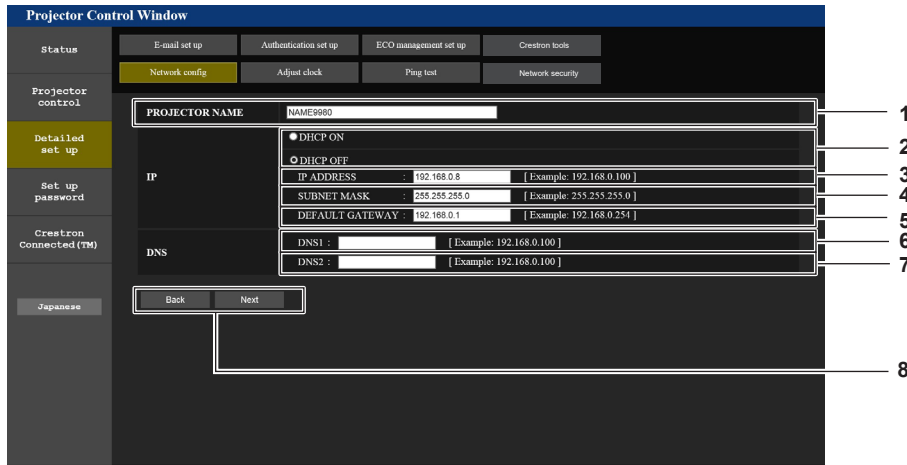 Projector Control Window
Status
E-mail set up
Authentication set up
ECO management set up
Crestron tools
Network config
Adjust clock
Ping test
Network security
Projector
control
Detailed
set up
Set up
password
Crestron
Connected(TM)
Japanese
PROJECTOR NAME NAME9980 1
IP
DHCP ON
DHCP OFF 2
IP ADDRESS : 192.168.0.8 [ Example: 192.168.0.100 ] 3
SUBNET MASK : 255.255.255.0 [ Example: 255.255.255.0 ] 4
DEFAULT GATEWAY : 192.168.0.1 [ Example: 192.168.0.254 ] 5
DNS
DNS1 : [ Example: 192.168.0.100 ] 6
DNS2 : [ Example: 192.168.0.100 ] 7
Back Next 8